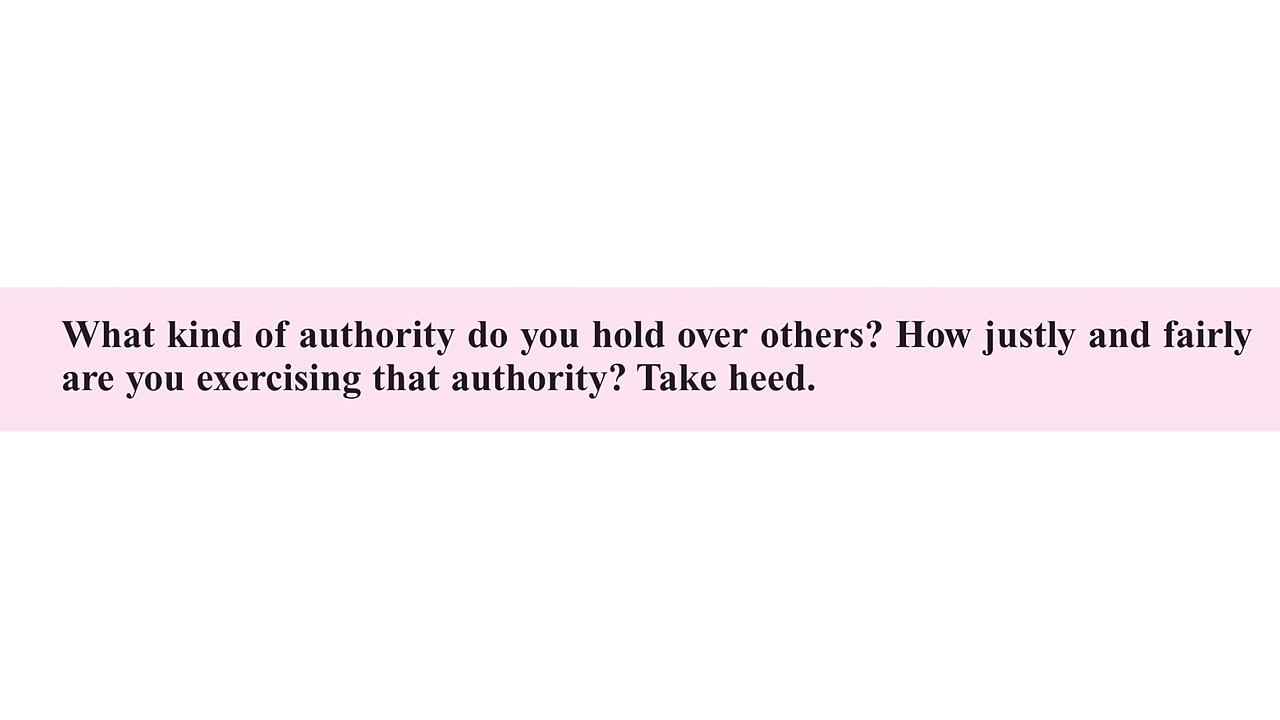 What kind of authority do you hold over others? How justly and fairly
are you exercising that authority? Take heed.